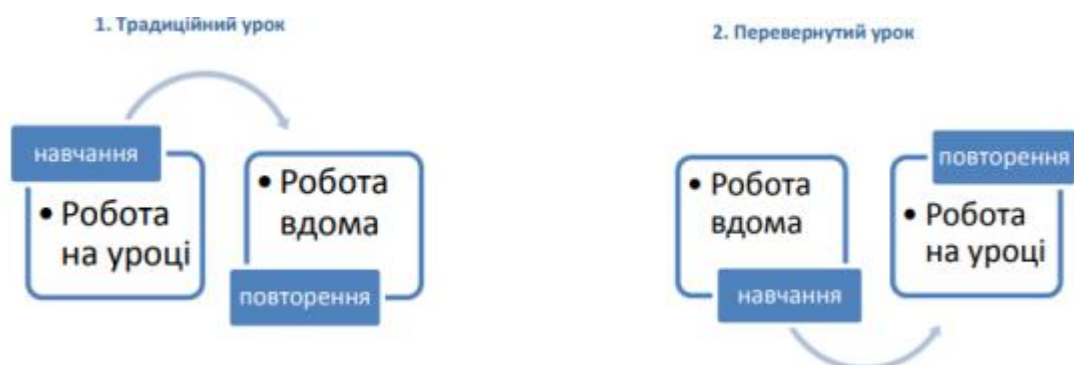 1. Традиційний урок
навчання
• Робота
на уроці
• Робота
вдома
повторення
2. Перевернутий урок
• Робота
вдома
навчання
повторення
• Робота
на уроці